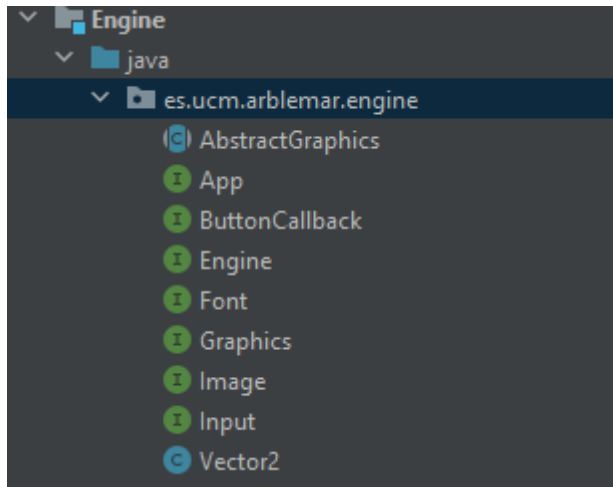 Engine
java
es.ucm.arblemar.engine
C AbstractGraphics
I App
I ButtonCallback
I Engine
I Font
I Graphics
I Image
I Input
C Vector2